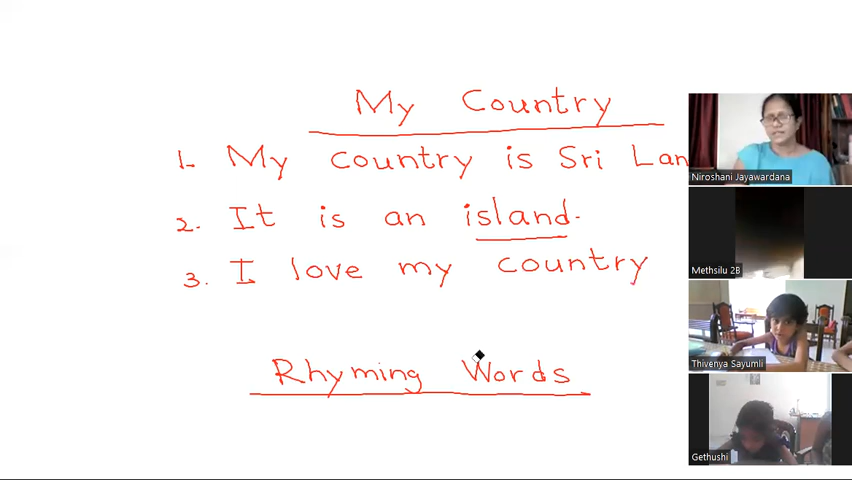 My Country
1. My country is Sri Lan
2. It is an island.
3. I love my country
Rhyming Words
Niroshani Jayawardana
Methsilu 2B
Thivenya Sayumli
Gethushi